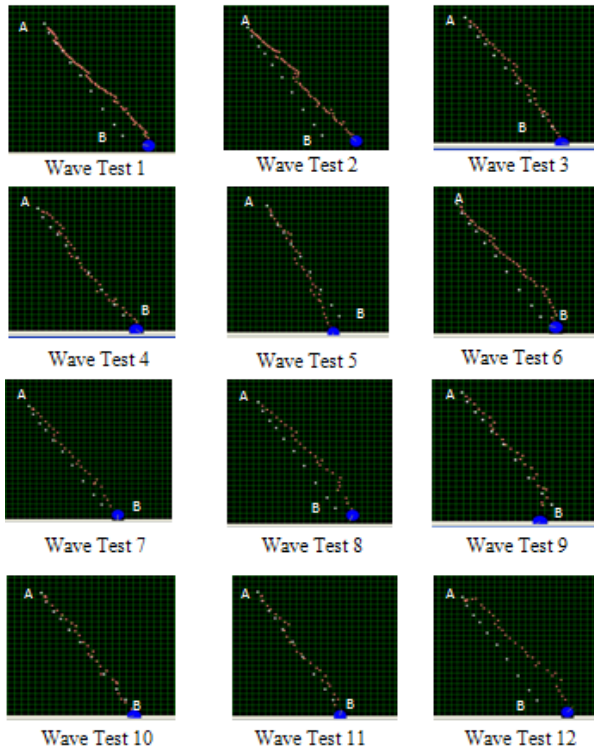 A
B
Wave Test 1
A
B
Wave Test 2
A
B
Wave Test 3
A
B
Wave Test 4
A
B
Wave Test 5
A
B
Wave Test 6
A
B
Wave Test 7
A
B
Wave Test 8
A
B
Wave Test 9
A
B
Wave Test 10
A
B
Wave Test 11
A
B
Wave Test 12